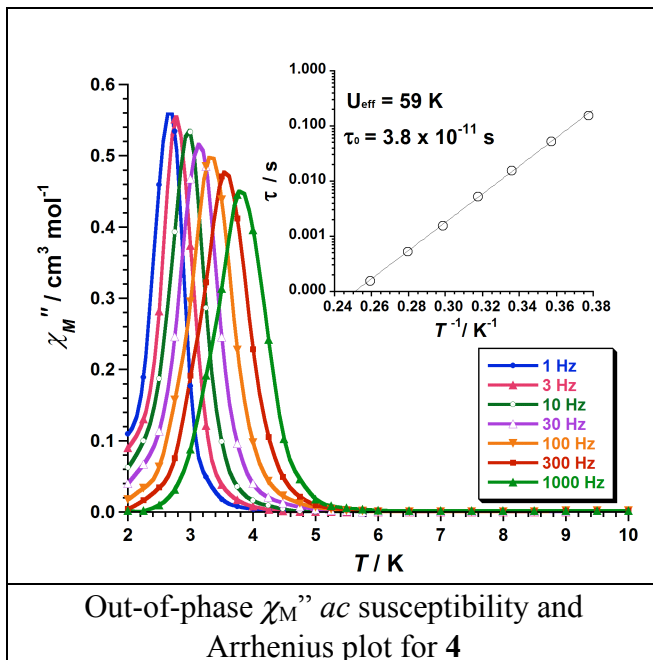 0.6
0.5
0.4
0.3
0.2
0.1
0.0
χM'' / cm³ mol⁻¹
2 3 4 5 6 7 8 9 10
T / K
1.000
0.100
0.010
0.001
0.000
τ / s
Ueff = 59 K
τ₀ = 3.8 x 10⁻¹¹ s
0.24 0.26 0.28 0.30 0.32 0.34 0.36 0.38
T⁻¹/ K⁻¹
1 Hz
3 Hz
10 Hz
30 Hz
100 Hz
300 Hz
1000 Hz
Out-of-phase χM” ac susceptibility and
Arrhenius plot for 4